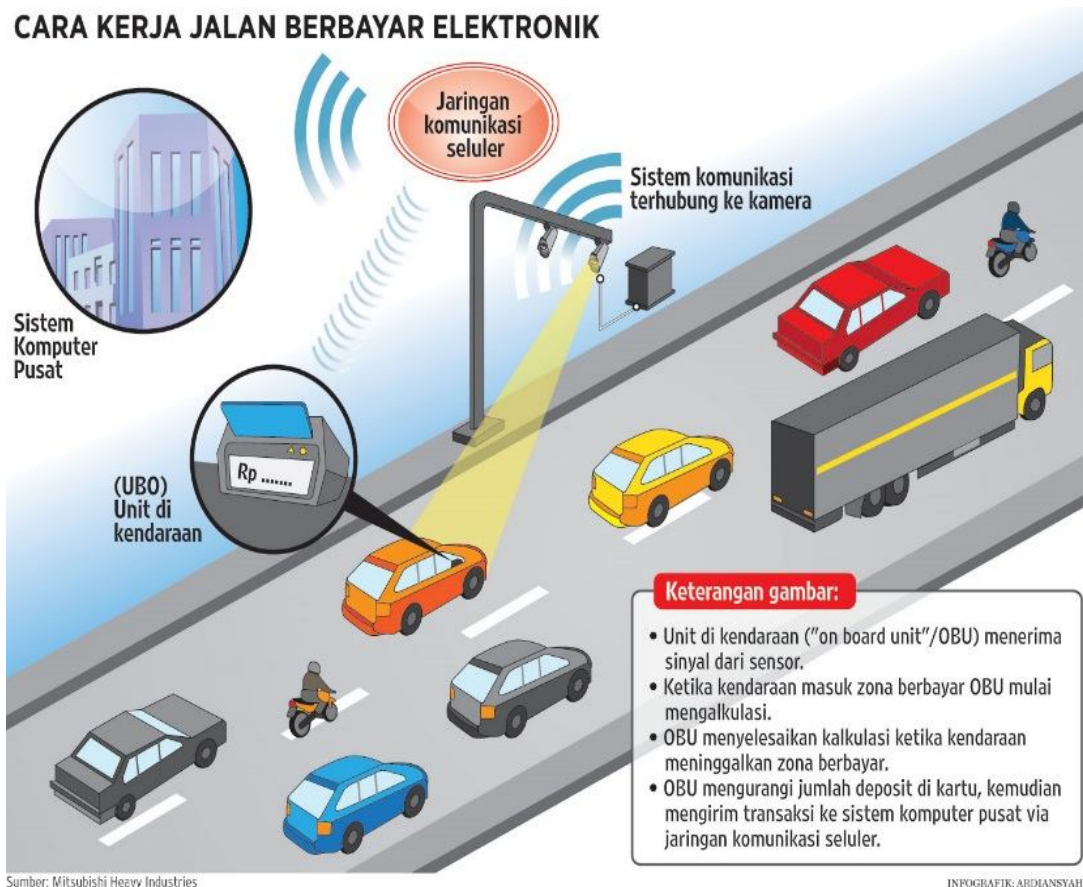 CARA KERJA JALAN BERBAYAR ELEKTRONIK
Jaringan
komunikasi
seluler
Sistem komunikasi
terhubung ke kamera
Sistem
Komputer
Pusat
Rp .......
(UBO)
Unit di
kendaraan
Keterangan gambar:
• Unit di kendaraan ("on board unit"/OBU) menerima
sinyal dari sensor.
• Ketika kendaraan masuk zona berbayar OBU mulai
mengalkulasi.
• OBU menyelesaikan kalkulasi ketika kendaraan
meninggalkan zona berbayar.
• OBU mengurangi jumlah deposit di kartu, kemudian
mengirim transaksi ke sistem komputer pusat via
jaringan komunikasi seluler.
Sumber: Mitsubishi Heavy Industries
INFOGRAFIK: ARDIANSYAH